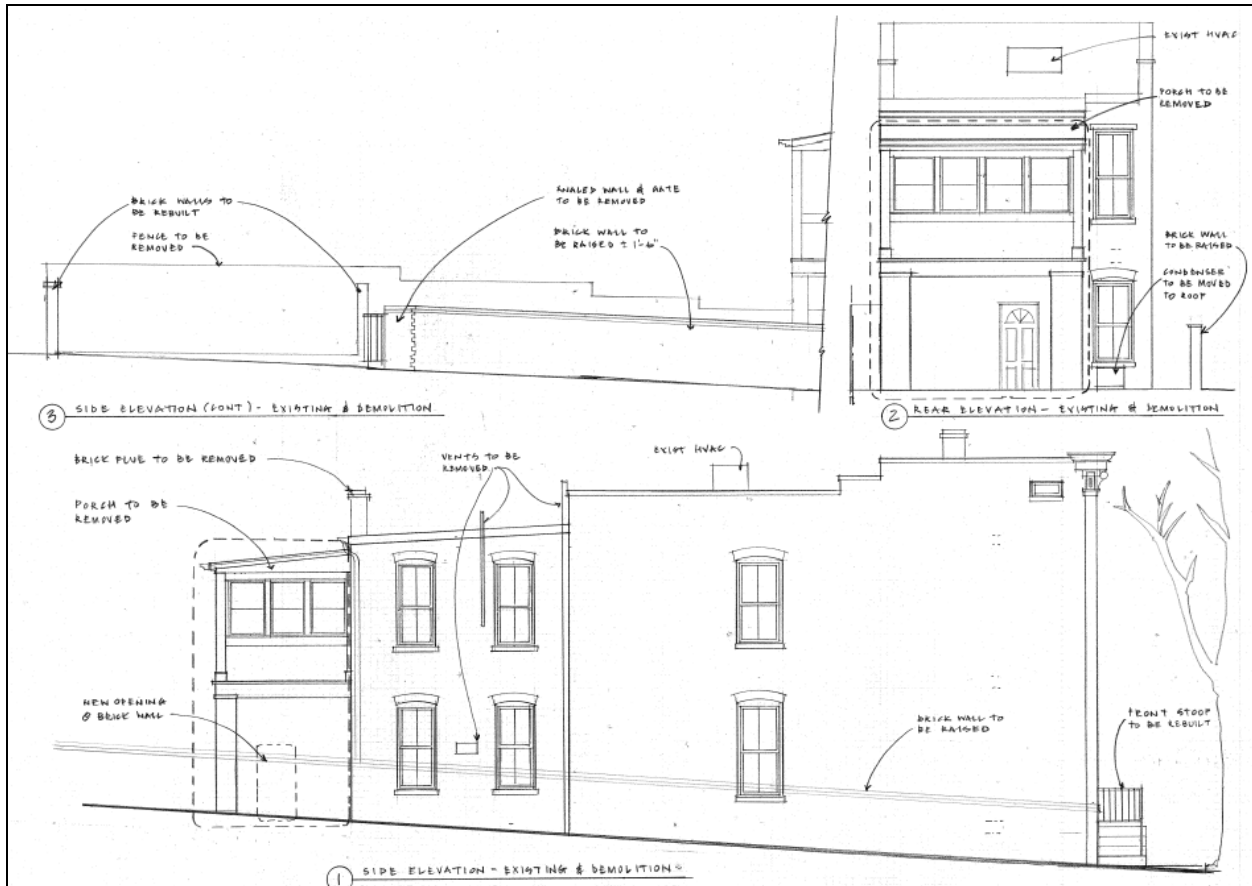 EXIST HVAC
PORCH TO BE
REMOVED
BRICK WALLS TO
BE REBUILT
FENCE TO BE
REMOVED
WALL & GATE
TO BE REMOVED
BRICK WALL TO
BE RAISED ± 1'-6"
BRICK WALL
TO BE RAISED
CONDENSER
TO BE MOVED
TO ROOF
3 SIDE ELEVATION (CONT) - EXISTING & DEMOLITION
2 REAR ELEVATION - EXISTING & DEMOLITION
BRICK FLUE TO BE REMOVED
VENTS TO BE
REMOVED
EXIST HVAC
PORCH TO BE
REMOVED
NEW OPENING
@ BRICK WALL
BRICK WALL TO
BE RAISED
FRONT STOOP
TO BE REBUILT
1 SIDE ELEVATION - EXISTING & DEMOLITION